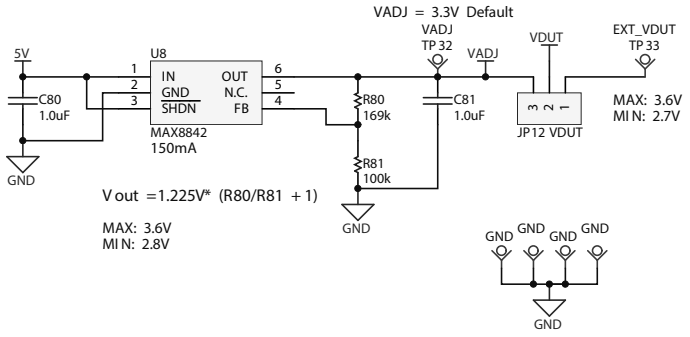 VADJ = 3.3V Default
VADJ
TP 32
VADJ
VDUT
EXT_VDUT
TP 33
5V
U8
1
IN
OUT
6
2
GND
N.C.
5
3
SHDN
FB
4
MAX8842
150mA
C80
1.0uF
R80
169k
C81
1.0uF
3
2
1
JP12 VDUT
MAX: 3.6V
MIN: 2.7V
R81
100k
GND
GND
Vout =1.225V* (R80/R81 + 1)
MAX: 3.6V
MIN: 2.8V
GND
GND
GND
GND
GND